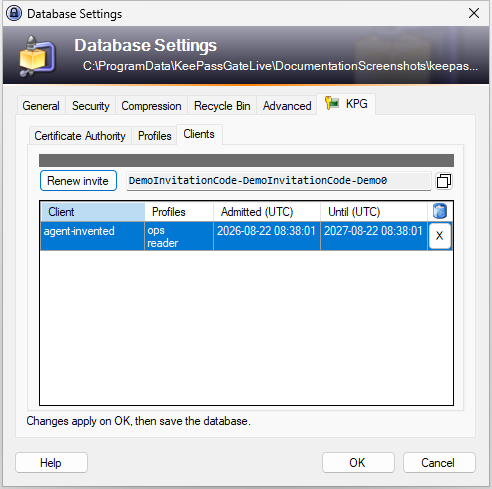 Database Settings
Database Settings
C:\ProgramData\KeePassGateLive\DocumentationScreenshots\keepas...
General Security Compression Recycle Bin Advanced KPG
Certificate Authority Profiles Clients
Renew invite DemoInvitationCode-DemoInvitationCode-Demo0
Client Profiles Admitted (UTC) Until (UTC)
agent-invented ops 2026-08-22 08:38:01 2027-08-22 08:38:01 X
reader
Changes apply on OK, then save the database.
Help OK Cancel